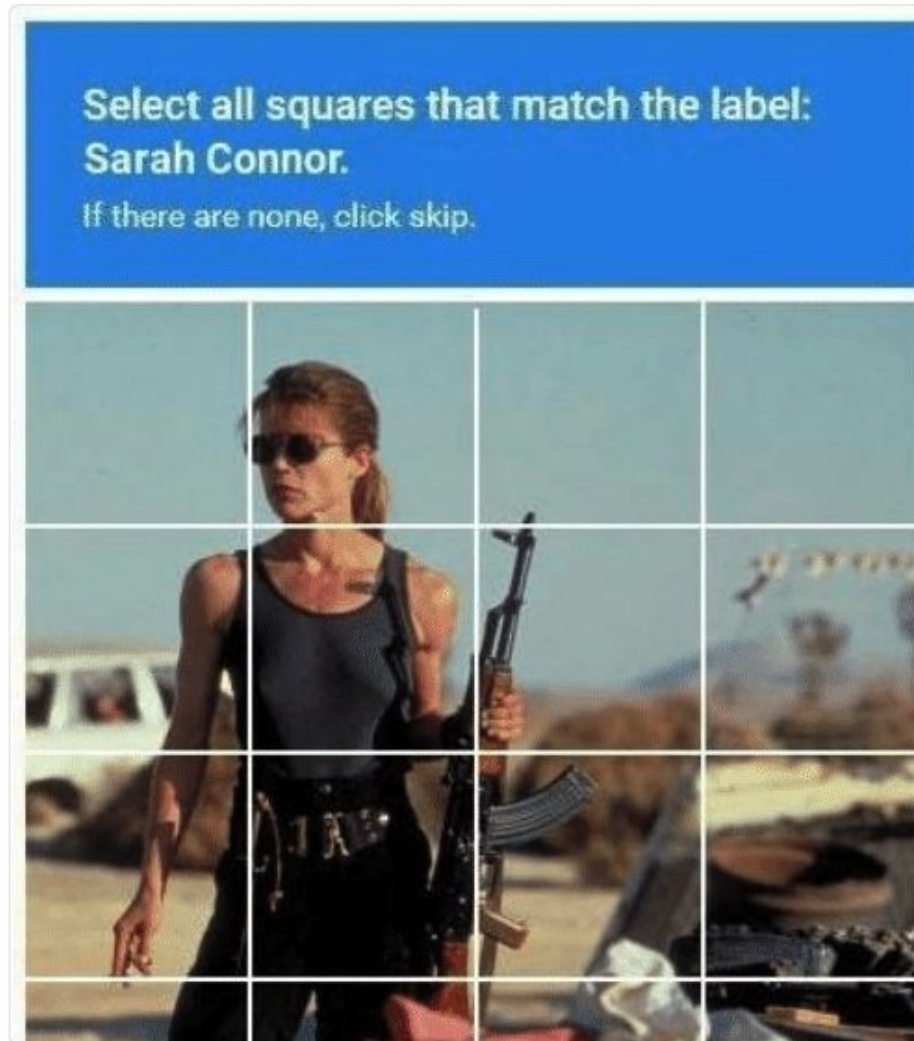 Select all squares that match the label:
Sarah Connor.
If there are none, click skip.